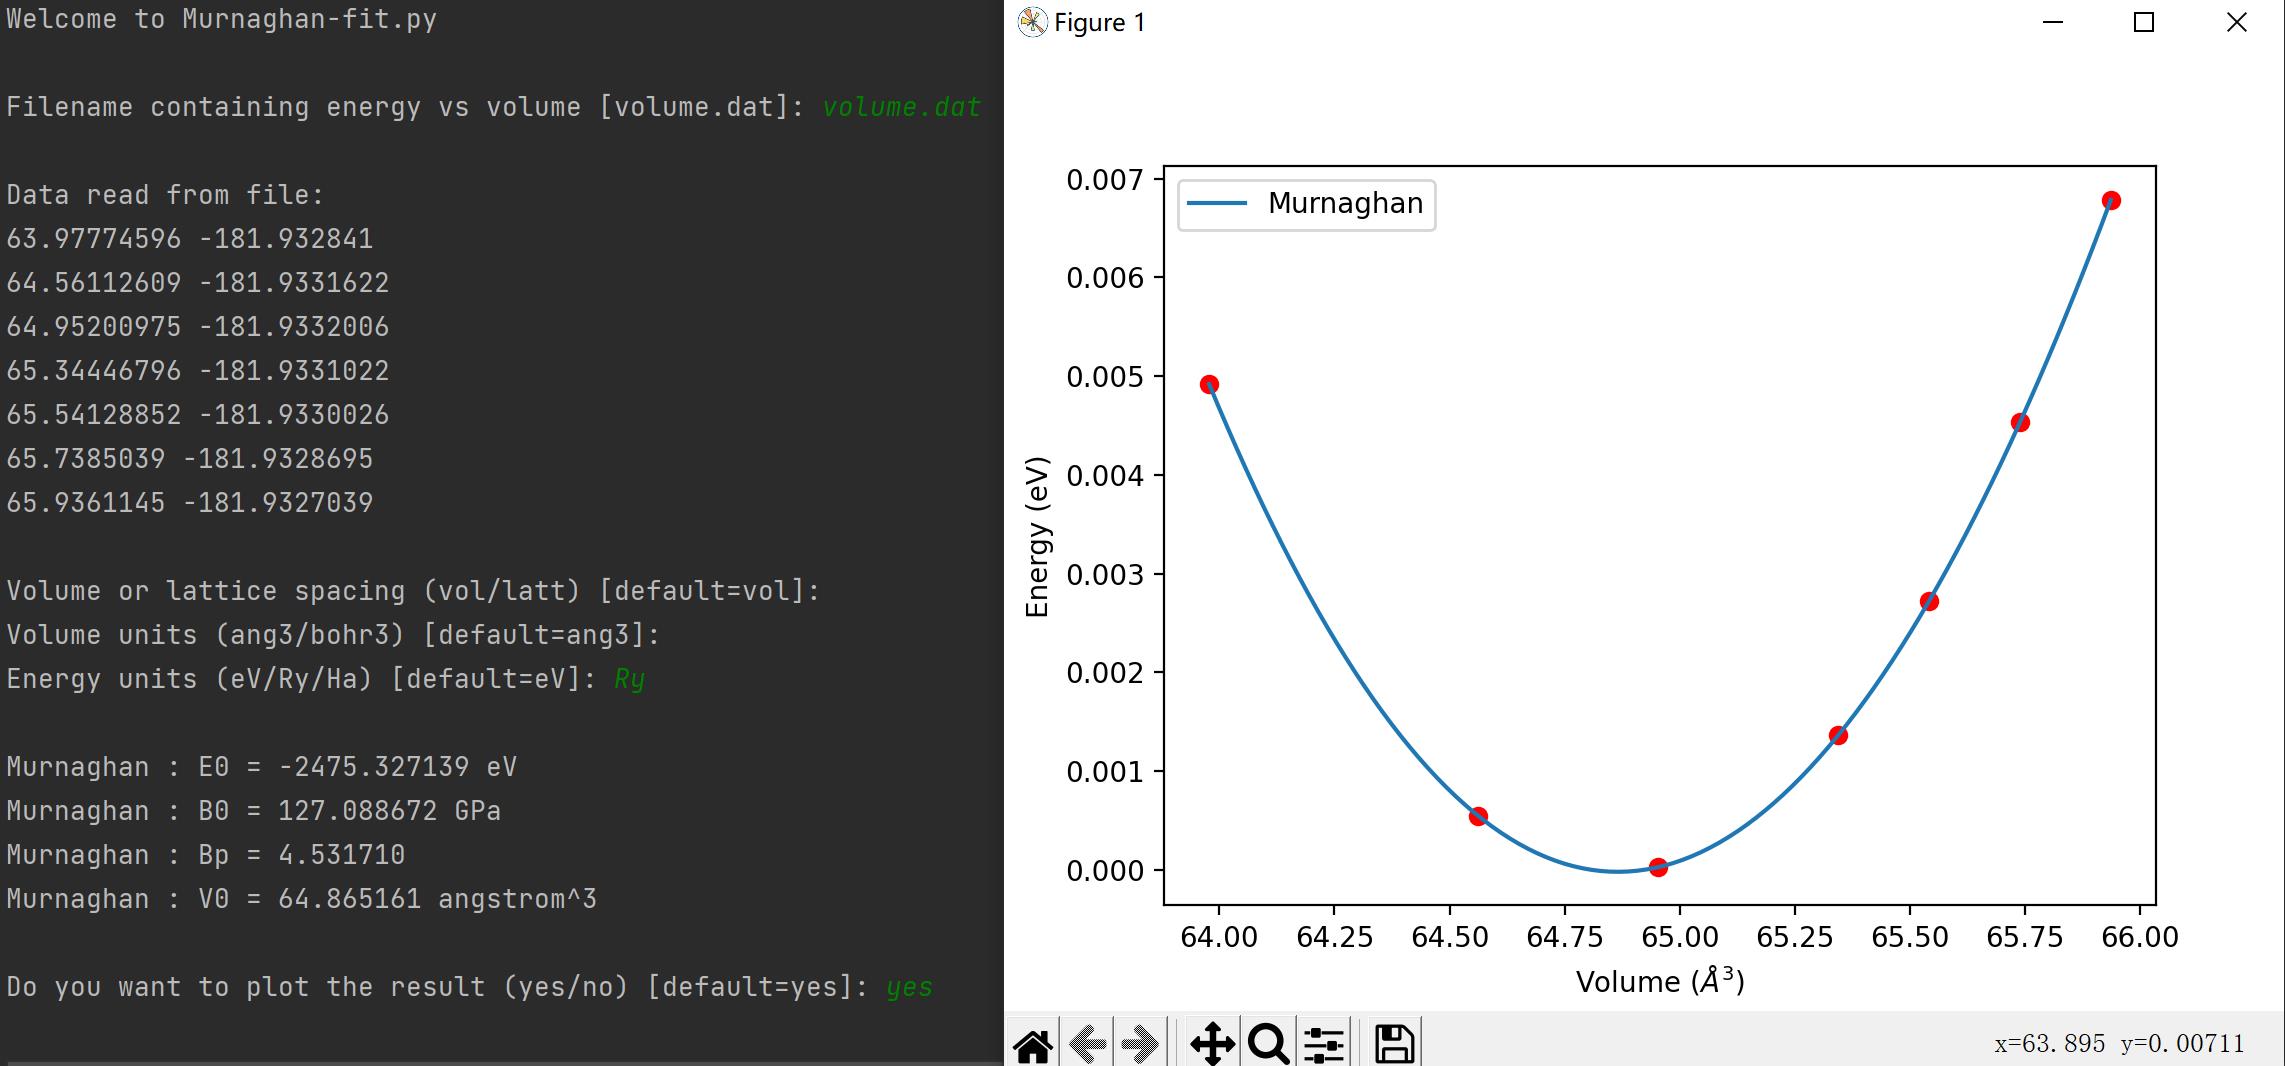 Welcome to Murnaghan-fit.py
Filename containing energy vs volume [volume.dat]: volume.dat
Data read from file:
63.97774596 -181.932841
64.56112609 -181.9331622
64.95200975 -181.9332006
65.34446796 -181.9331022
65.54128852 -181.9330026
65.7385039 -181.9328695
65.9361145 -181.9327039
Volume or lattice spacing (vol/latt) [default=vol]:
Volume units (ang3/bohr3) [default=ang3]:
Energy units (eV/Ry/Ha) [default=eV]: Ry
Murnaghan : E0 = -2475.327139 eV
Murnaghan : B0 = 127.088672 GPa
Murnaghan : Bp = 4.531710
Murnaghan : V0 = 64.865161 angstrom^3
Do you want to plot the result (yes/no) [default=yes]: yes
Figure 1
Murnaghan
0.007
0.006
0.005
0.004
0.003
0.002
0.001
0.000
Energy (eV)
64.00 64.25 64.50 64.75 65.00 65.25 65.50 65.75 66.00
Volume (Å³)
x=63.895 y=0.00711